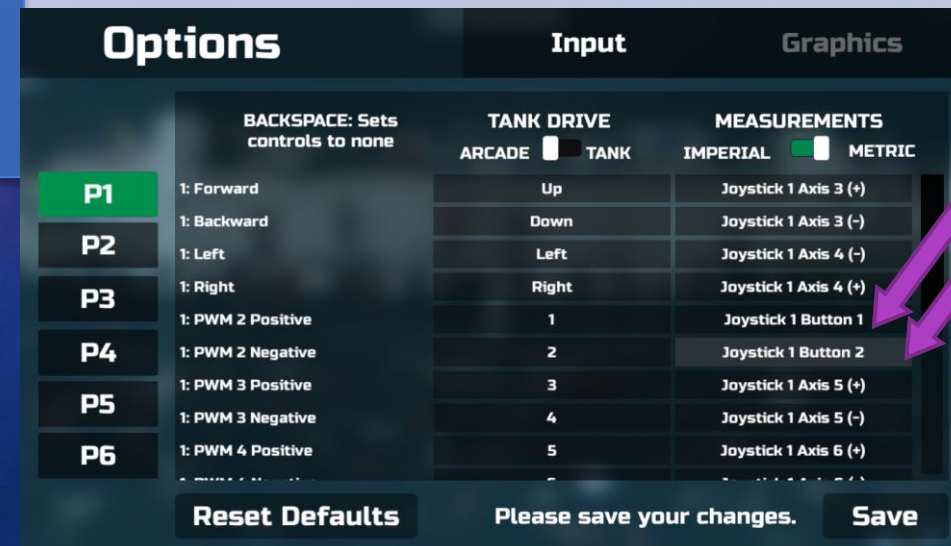 Options Input Graphics
BACKSPACE: Sets
controls to none
TANK DRIVE
ARCADE TANK
MEASUREMENTS
IMPERIAL METRIC
P1
P2
P3
P4
P5
P6
1: Forward Up Joystick 1 Axis 3 (+)
1: Backward Down Joystick 1 Axis 3 (-)
1: Left Left Joystick 1 Axis 4 (-)
1: Right Right Joystick 1 Axis 4 (+)
1: PWM 2 Positive 1 Joystick 1 Button 1
1: PWM 2 Negative 2 Joystick 1 Button 2
1: PWM 3 Positive 3 Joystick 1 Axis 5 (+)
1: PWM 3 Negative 4 Joystick 1 Axis 5 (-)
1: PWM 4 Positive 5 Joystick 1 Axis 6 (+)
Reset Defaults Please save your changes. Save